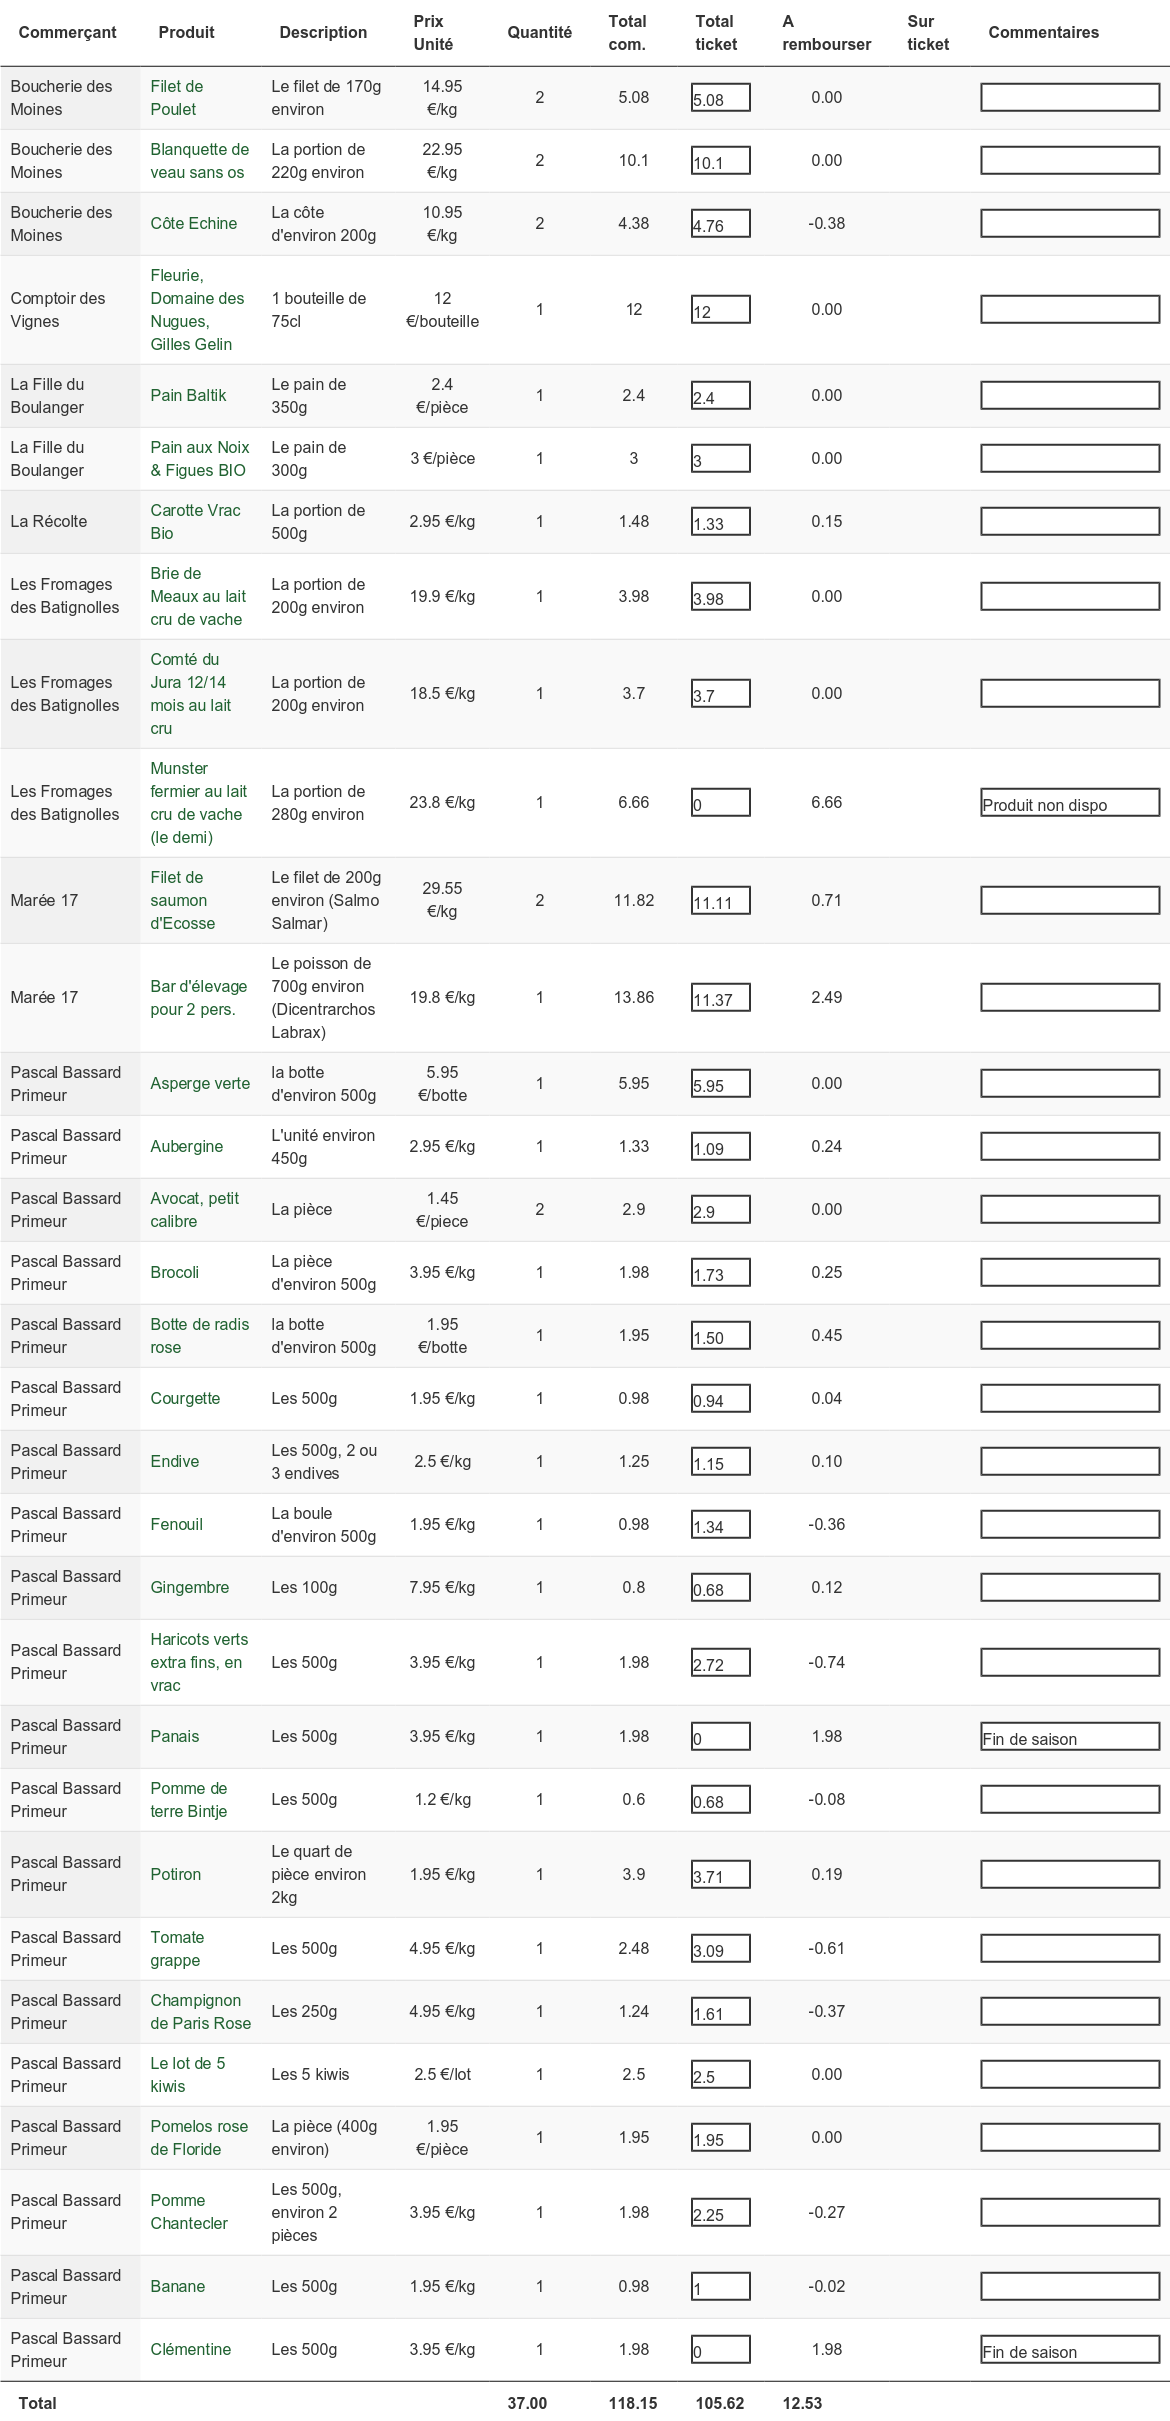 Commerçant Produit Description Prix Unité Quantité Total com. Total ticket A rembourser Sur ticket Commentaires
Boucherie des Moines Filet de Poulet Le filet de 170g environ 14.95 €/kg 2 5.08 5.08 0.00
Boucherie des Moines Blanquette de veau sans os La portion de 220g environ 22.95 €/kg 2 10.1 10.1 0.00
Boucherie des Moines Côte Echine La côte d'environ 200g 10.95 €/kg 2 4.38 4.76 -0.38
Comptoir des Vignes Fleurie, Domaine des Nugues, Gilles Gelin 1 bouteille de 75cl 12 €/bouteille 1 12 12 0.00
La Fille du Boulanger Pain Baltik Le pain de 350g 2.4 €/pièce 1 2.4 2.4 0.00
La Fille du Boulanger Pain aux Noix & Figues BIO Le pain de 300g 3 €/pièce 1 3 3 0.00
La Récolte Carotte Vrac Bio La portion de 500g 2.95 €/kg 1 1.48 1.33 0.15
Les Fromages des Batignolles Brie de Meaux au lait cru de vache La portion de 200g environ 19.9 €/kg 1 3.98 3.98 0.00
Les Fromages des Batignolles Comté du Jura 12/14 mois au lait cru La portion de 200g environ 18.5 €/kg 1 3.7 3.7 0.00
Les Fromages des Batignolles Munster fermier au lait cru de vache (le demi) La portion de 280g environ 23.8 €/kg 1 6.66 0 6.66 Produit non dispo
Marée 17 Filet de saumon d'Ecosse Le filet de 200g environ (Salmo Salmar) 29.55 €/kg 2 11.82 11.11 0.71
Marée 17 Bar d'élevage pour 2 pers. Le poisson de 700g environ (Dicentrarchos Labrax) 19.8 €/kg 1 13.86 11.37 2.49
Pascal Bassard Primeur Asperge verte la botte d'environ 500g 5.95 €/botte 1 5.95 5.95 0.00
Pascal Bassard Primeur Aubergine L'unité environ 450g 2.95 €/kg 1 1.33 1.09 0.24
Pascal Bassard Primeur Avocat, petit calibre La pièce 1.45 €/piece 2 2.9 2.9 0.00
Pascal Bassard Primeur Brocoli La pièce d'environ 500g 3.95 €/kg 1 1.98 1.73 0.25
Pascal Bassard Primeur Botte de radis rose la botte d'environ 500g 1.95 €/botte 1 1.95 1.50 0.45
Pascal Bassard Primeur Courgette Les 500g 1.95 €/kg 1 0.98 0.94 0.04
Pascal Bassard Primeur Endive Les 500g, 2 ou 3 endives 2.5 €/kg 1 1.25 1.15 0.10
Pascal Bassard Primeur Fenouil La boule d'environ 500g 1.95 €/kg 1 0.98 1.34 -0.36
Pascal Bassard Primeur Gingembre Les 100g 7.95 €/kg 1 0.8 0.68 0.12
Pascal Bassard Primeur Haricots verts extra fins, en vrac Les 500g 3.95 €/kg 1 1.98 2.72 -0.74
Pascal Bassard Primeur Panais Les 500g 3.95 €/kg 1 1.98 0 1.98 Fin de saison
Pascal Bassard Primeur Pomme de terre Bintje Les 500g 1.2 €/kg 1 0.6 0.68 -0.08
Pascal Bassard Primeur Potiron Le quart de pièce environ 2kg 1.95 €/kg 1 3.9 3.71 0.19
Pascal Bassard Primeur Tomate grappe Les 500g 4.95 €/kg 1 2.48 3.09 -0.61
Pascal Bassard Primeur Champignon de Paris Rose Les 250g 4.95 €/kg 1 1.24 1.61 -0.37
Pascal Bassard Primeur Le lot de 5 kiwis Les 5 kiwis 2.5 €/lot 1 2.5 2.5 0.00
Pascal Bassard Primeur Pomelos rose de Floride La pièce (400g environ) 1.95 €/pièce 1 1.95 1.95 0.00
Pascal Bassard Primeur Pomme Chantecler Les 500g, environ 2 pièces 3.95 €/kg 1 1.98 2.25 -0.27
Pascal Bassard Primeur Banane Les 500g 1.95 €/kg 1 0.98 1 -0.02
Pascal Bassard Primeur Clémentine Les 500g 3.95 €/kg 1 1.98 0 1.98 Fin de saison
Total 37.00 118.15 105.62 12.53